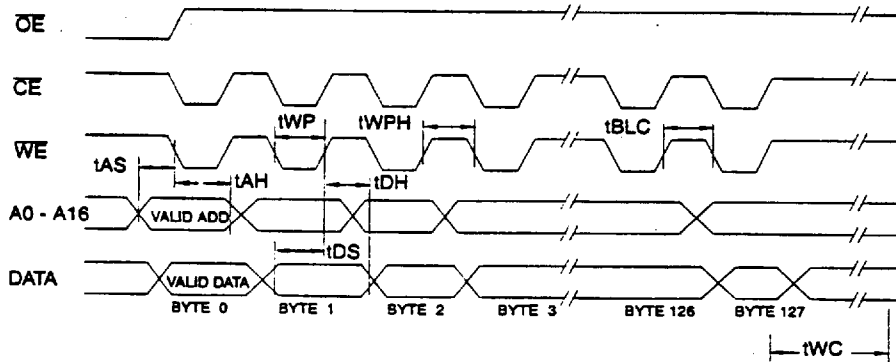 OE
CE
tWP tWPH tBLC
WE
tAS
tAH tDH
A0 - A16 VALID ADD
tDS
DATA VALID DATA
BYTE 0 BYTE 1 BYTE 2 BYTE 3 BYTE 126 BYTE 127
tWC